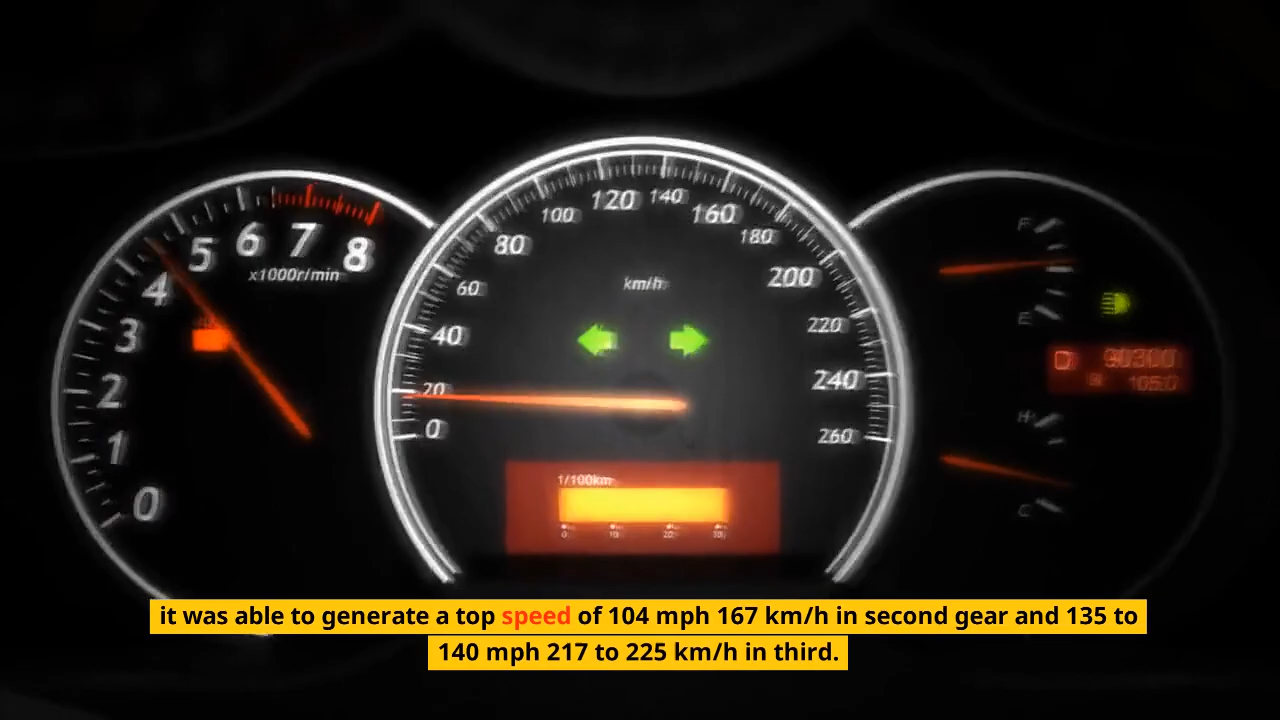 0
1
2
3
4
5
6
7
8
x1000r/min
0
20
40
60
80
100
120
140
160
180
200
220
240
260
km/h
1/100km
F
E
H
C
it was able to generate a top speed of 104 mph 167 km/h in second gear and 135 to
140 mph 217 to 225 km/h in third.